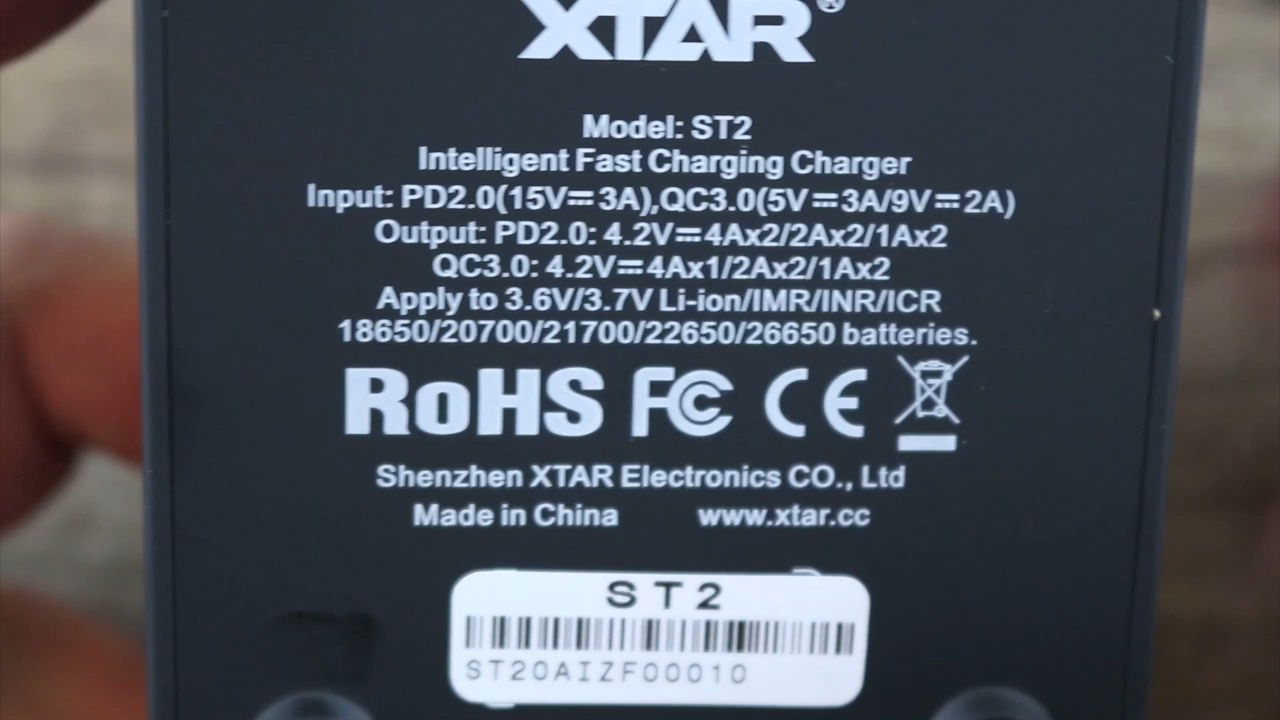 XTAR®
Model: ST2
Intelligent Fast Charging Charger
Input: PD2.0(15V⎓3A),QC3.0(5V⎓3A/9V⎓2A)
Output: PD2.0: 4.2V⎓4Ax2/2Ax2/1Ax2
QC3.0: 4.2V⎓4Ax1/2Ax2/1Ax2
Apply to 3.6V/3.7V Li-ion/IMR/INR/ICR
18650/20700/21700/22650/26650 batteries.
RoHS FC CE
Shenzhen XTAR Electronics CO., Ltd
Made in China www.xtar.cc
ST2
ST20AIZF00010